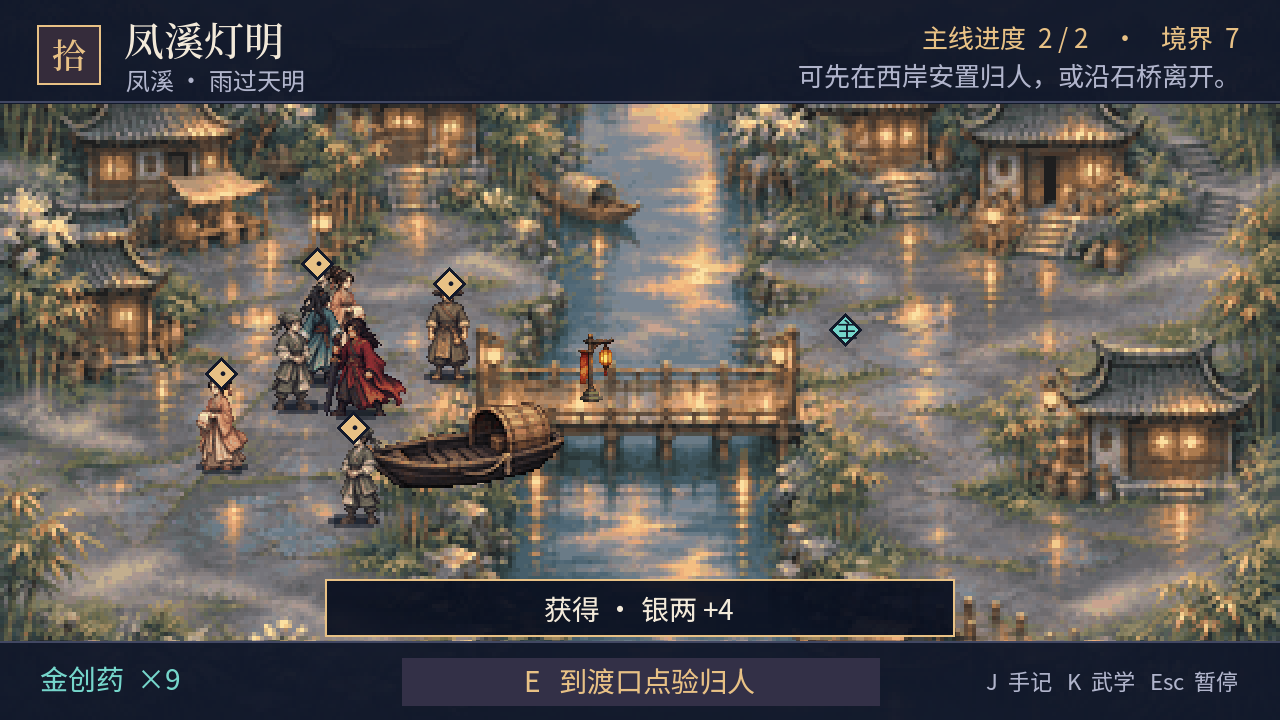 拾
凤溪灯明
凤溪 · 雨过天明
主线进度 2 / 2 · 境界 7
可先在西岸安置归人，或沿石桥离开。
主
获得 · 银两 +4
金创药 ×9
E 到渡口点验归人
J 手记 K 武学 Esc 暂停